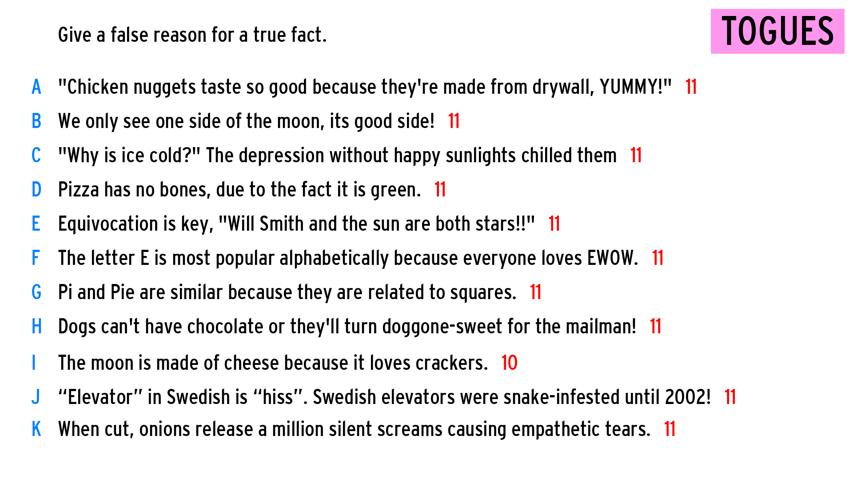 Give a false reason for a true fact.
TOGUES
A "Chicken nuggets taste so good because they're made from drywall, YUMMY!" 11
B We only see one side of the moon, its good side! 11
C "Why is ice cold?" The depression without happy sunlights chilled them 11
D Pizza has no bones, due to the fact it is green. 11
E Equivocation is key, "Will Smith and the sun are both stars!!" 11
F The letter E is most popular alphabetically because everyone loves EWOW. 11
G Pi and Pie are similar because they are related to squares. 11
H Dogs can't have chocolate or they'll turn doggone-sweet for the mailman! 11
I The moon is made of cheese because it loves crackers. 10
J “Elevator” in Swedish is “hiss”. Swedish elevators were snake-infested until 2002! 11
K When cut, onions release a million silent screams causing empathetic tears. 11